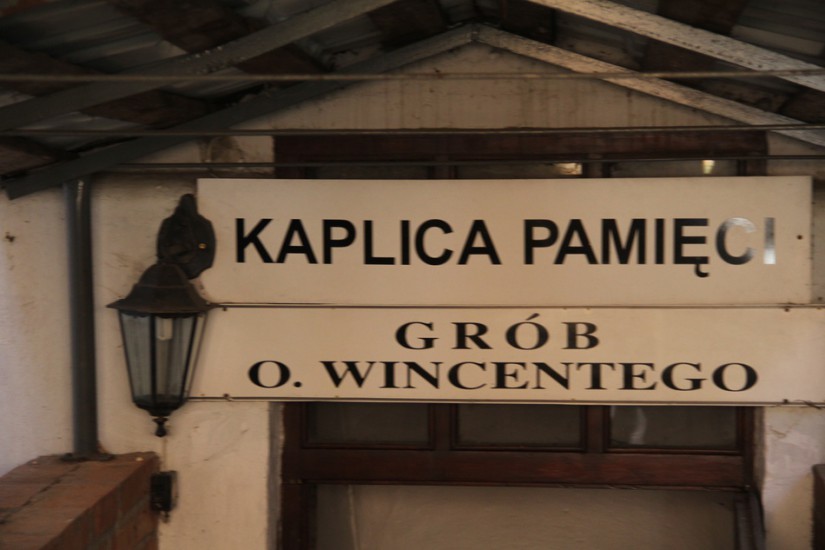 KAPLICA PAMIĘCI
GRÓB
O. WINCENTEGO